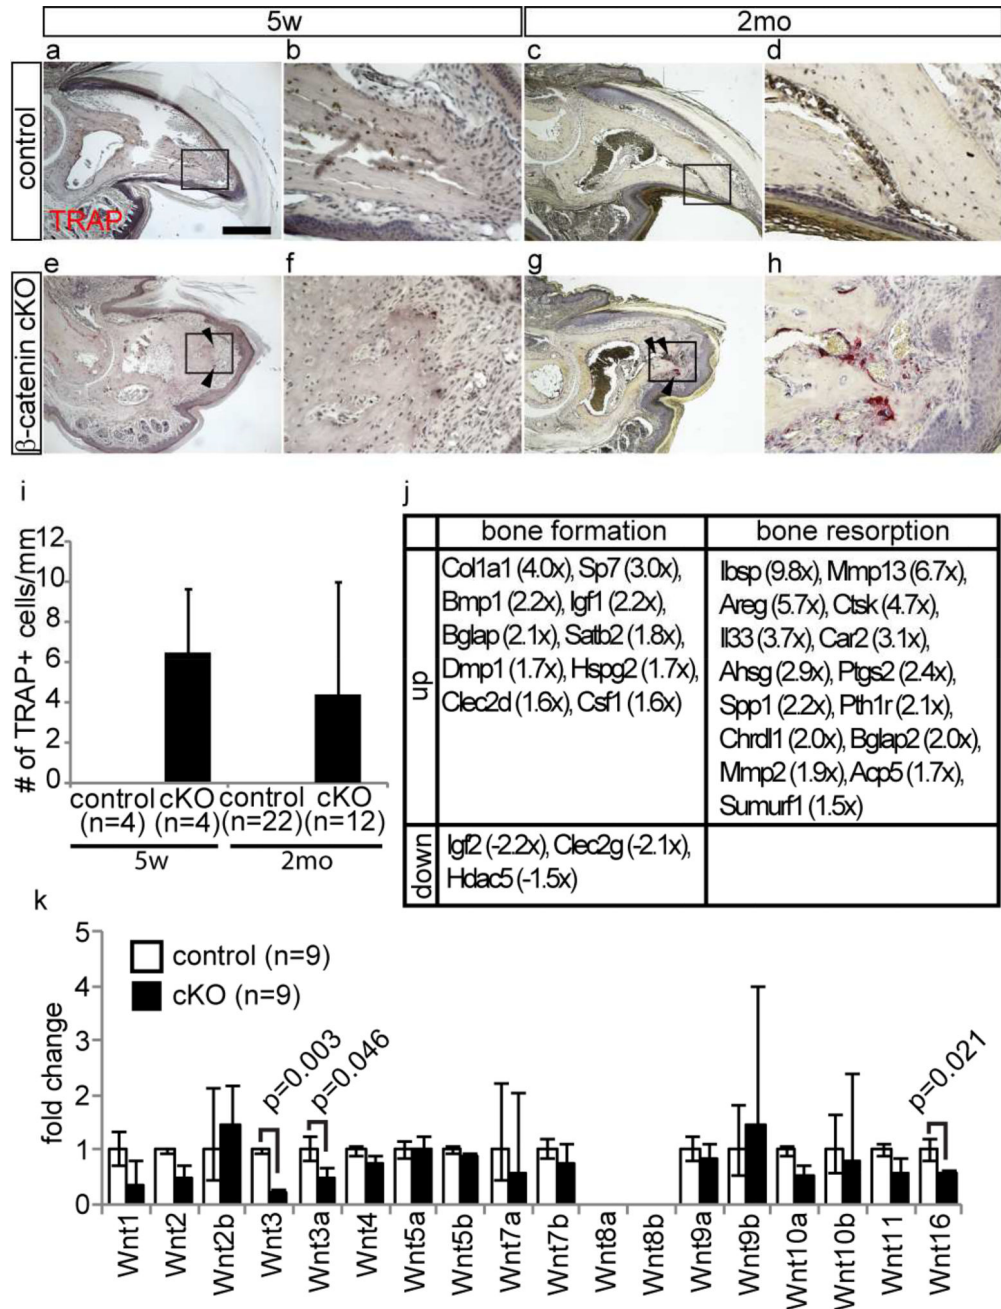 5w 2mo
a b c d
control
TRAP
e f g h
β-catenin cKO
i
# of TRAP+ cells/mm
12
10
8
6
4
2
0
control cKO control cKO
(n=4) (n=4) (n=22) (n=12)
5w 2mo
j
bone formation bone resorption
up
Col1a1 (4.0x), Sp7 (3.0x),
Bmp1 (2.2x), Igf1 (2.2x),
Bglap (2.1x), Satb2 (1.8x),
Dmp1 (1.7x), Hspg2 (1.7x),
Clec2d (1.6x), Csf1 (1.6x)
Ibsp (9.8x), Mmp13 (6.7x),
Areg (5.7x), Ctsk (4.7x),
Il33 (3.7x), Car2 (3.1x),
Ahsg (2.9x), Ptgs2 (2.4x),
Spp1 (2.2x), Pth1r (2.1x),
Chrdl1 (2.0x), Bglap2 (2.0x),
Mmp2 (1.9x), Acp5 (1.7x),
Sumurf1 (1.5x)
down
Igf2 (-2.2x), Clec2g (-2.1x),
Hdac5 (-1.5x)
k
fold change
5
4
3
2
1
0
control (n=9)
cKO (n=9)
p=0.003
p=0.046
p=0.021
Wnt1
Wnt2
Wnt2b
Wnt3
Wnt3a
Wnt4
Wnt5a
Wnt5b
Wnt7a
Wnt7b
Wnt8a
Wnt8b
Wnt9a
Wnt9b
Wnt10a
Wnt10b
Wnt11
Wnt16